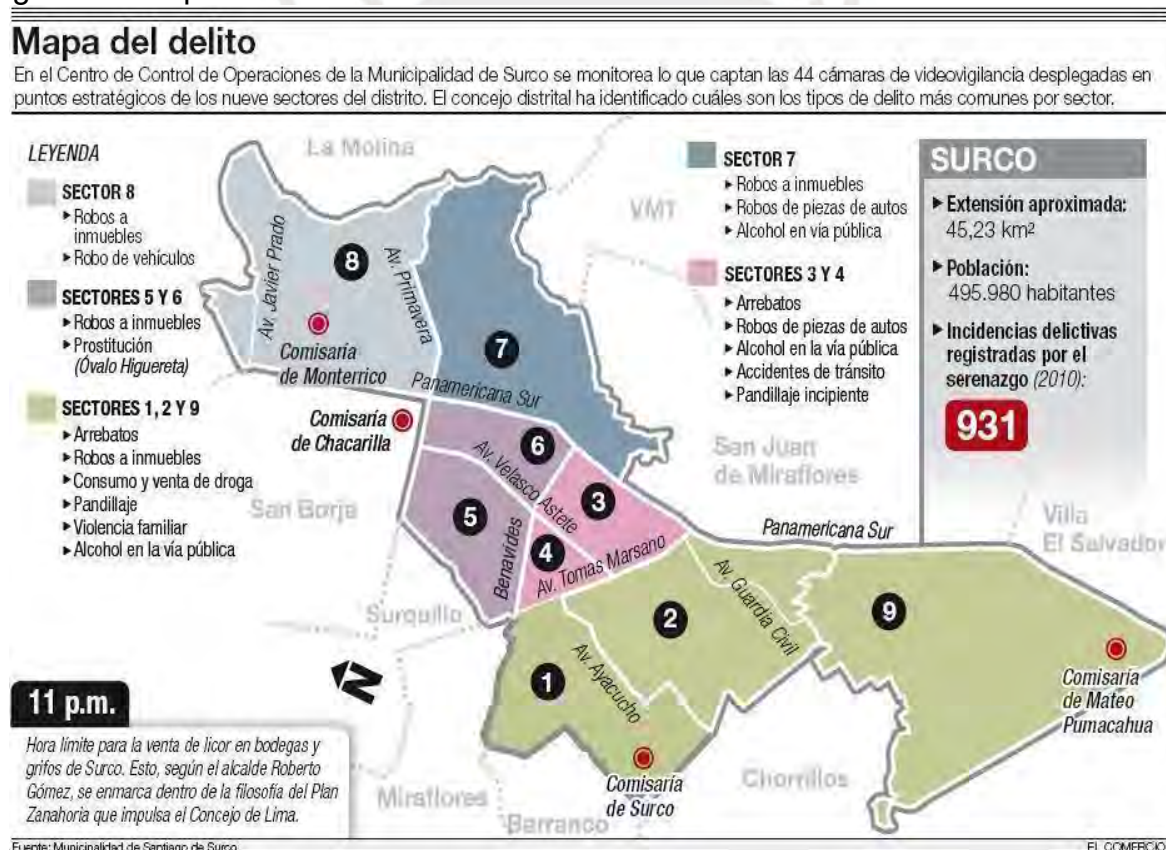 Mapa del delito
En el Centro de Control de Operaciones de la Municipalidad de Surco se monitorea lo que captan las 44 cámaras de videovigilancia desplegadas en
puntos estratégicos de los nueve sectores del distrito. El concejo distrital ha identificado cuáles son los tipos de delito más comunes por sector.
LEYENDA
SECTOR 8
▸ Robos a
inmuebles
▸ Robo de vehículos
SECTORES 5 Y 6
▸ Robos a inmuebles
▸ Prostitución
(Óvalo Higuereta)
SECTORES 1, 2 Y 9
▸ Arrebatos
▸ Robos a inmuebles
▸ Consumo y venta de droga
▸ Pandillaje
▸ Violencia familiar
▸ Alcohol en la vía pública
SECTOR 7
▸ Robos a inmuebles
▸ Robos de piezas de autos
▸ Alcohol en vía pública
SECTORES 3 Y 4
▸ Arrebatos
▸ Robos de piezas de autos
▸ Alcohol en la vía pública
▸ Accidentes de tránsito
▸ Pandillaje incipiente
SURCO
▸ Extensión aproximada:
45,23 km²
▸ Población:
495.980 habitantes
▸ Incidencias delictivas
registradas por el
serenazgo (2010):
931
La Molina
VMT
Av. Javier Prado
8
Av. Primavera
Comisaría
de Monterrico
7
Panamericana Sur
Comisaría
de Chacarilla
San Juan
de Miraflores
San Borja
6
Av. Velasco Astete
5
3
Benavides
4
Av. Tomas Marsano
Panamericana Sur
Villa
El Salvador
Surquillo
2
Av. Guardia Civil
9
1
Av. Ayacucho
N
Comisaría
de Mateo
Pumacahua
Comisaría
de Surco
Chorrillos
Miraflores
Barranco
11 p.m.
Hora límite para la venta de licor en bodegas y
grifos de Surco. Esto, según el alcalde Roberto
Gómez, se enmarca dentro de la filosofía del Plan
Zanahoria que impulsa el Concejo de Lima.
Fuente: Municipalidad de Santiago de Surco
EL COMERCIO